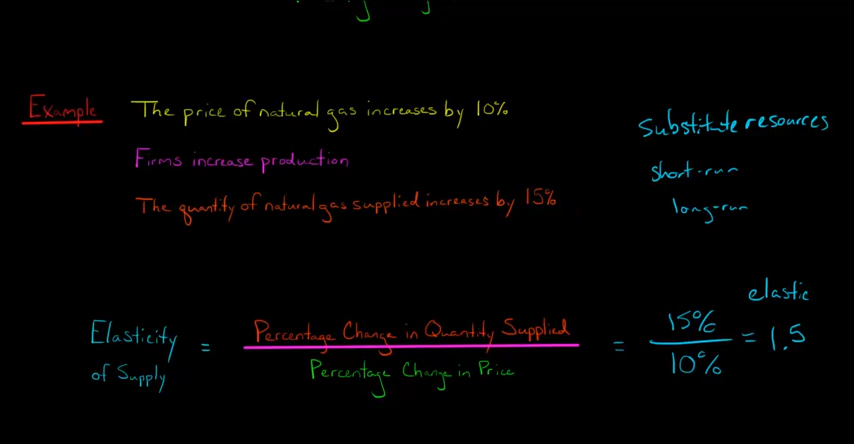 Example
The price of natural gas increases by 10%
Firms increase production
The quantity of natural gas supplied increases by 15%
Substitute resources
short-run
long-run
Elasticity of Supply = Percentage Change in Quantity Supplied / Percentage Change in Price = 15% / 10% = 1.5
elastic